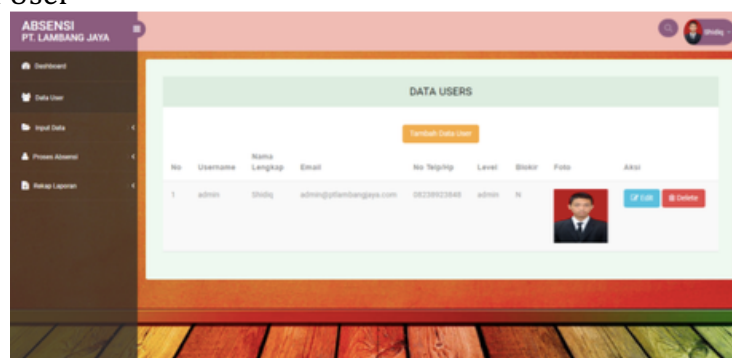 User
ABSENSI
PT. LAMBANG JAYA
Shidiq
Dashboard
Data User
Input Data
Proses Absensi
Rekap Laporan
DATA USERS
Tambah Data User
No Username Nama Lengkap Email No Telp/Hp Level Blokir Foto Aksi
1 admin Shidiq admin@ptlambangjaya.com admin N Edit Delete